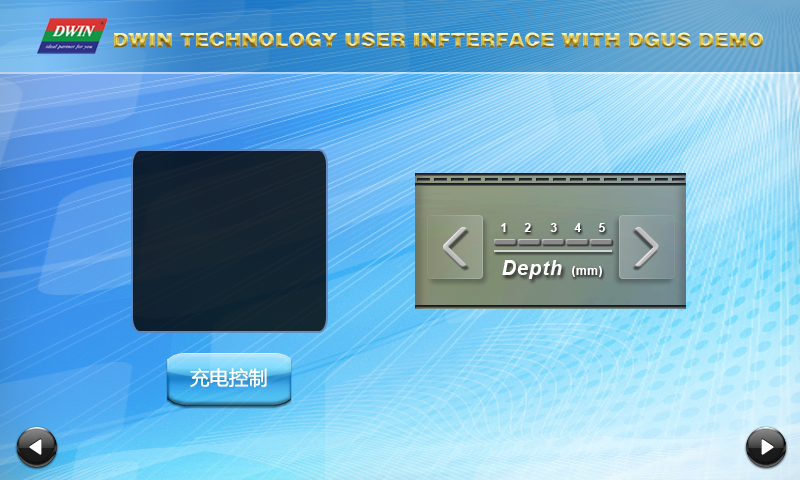 DWIN
ideal partner for you
DWIN TECHNOLOGY USER INFTERFACE WITH DGUS DEMO
1 2 3 4 5
Depth (mm)
充电控制